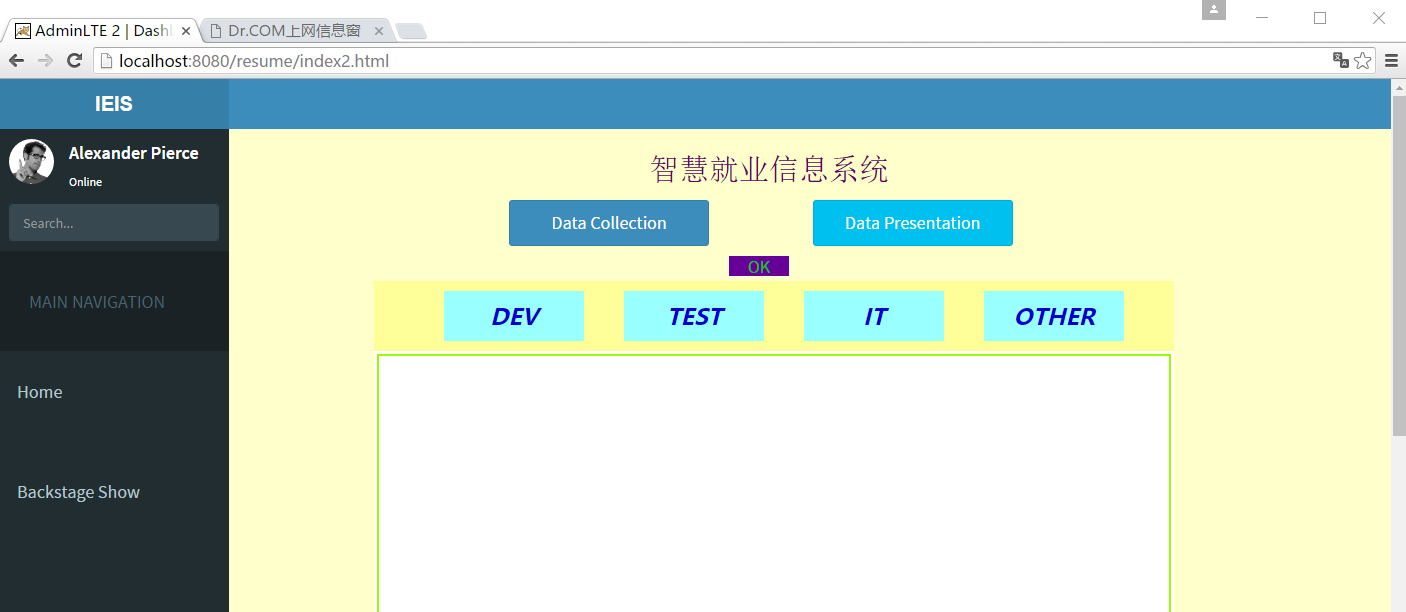 AdminLTE 2 | Dash
Dr.COM上网信息窗
localhost:8080/resume/index2.html
IEIS
Alexander Pierce
Online
Search...
MAIN NAVIGATION
Home
Backstage Show
智慧就业信息系统
Data Collection
Data Presentation
OK
DEV
TEST
IT
OTHER